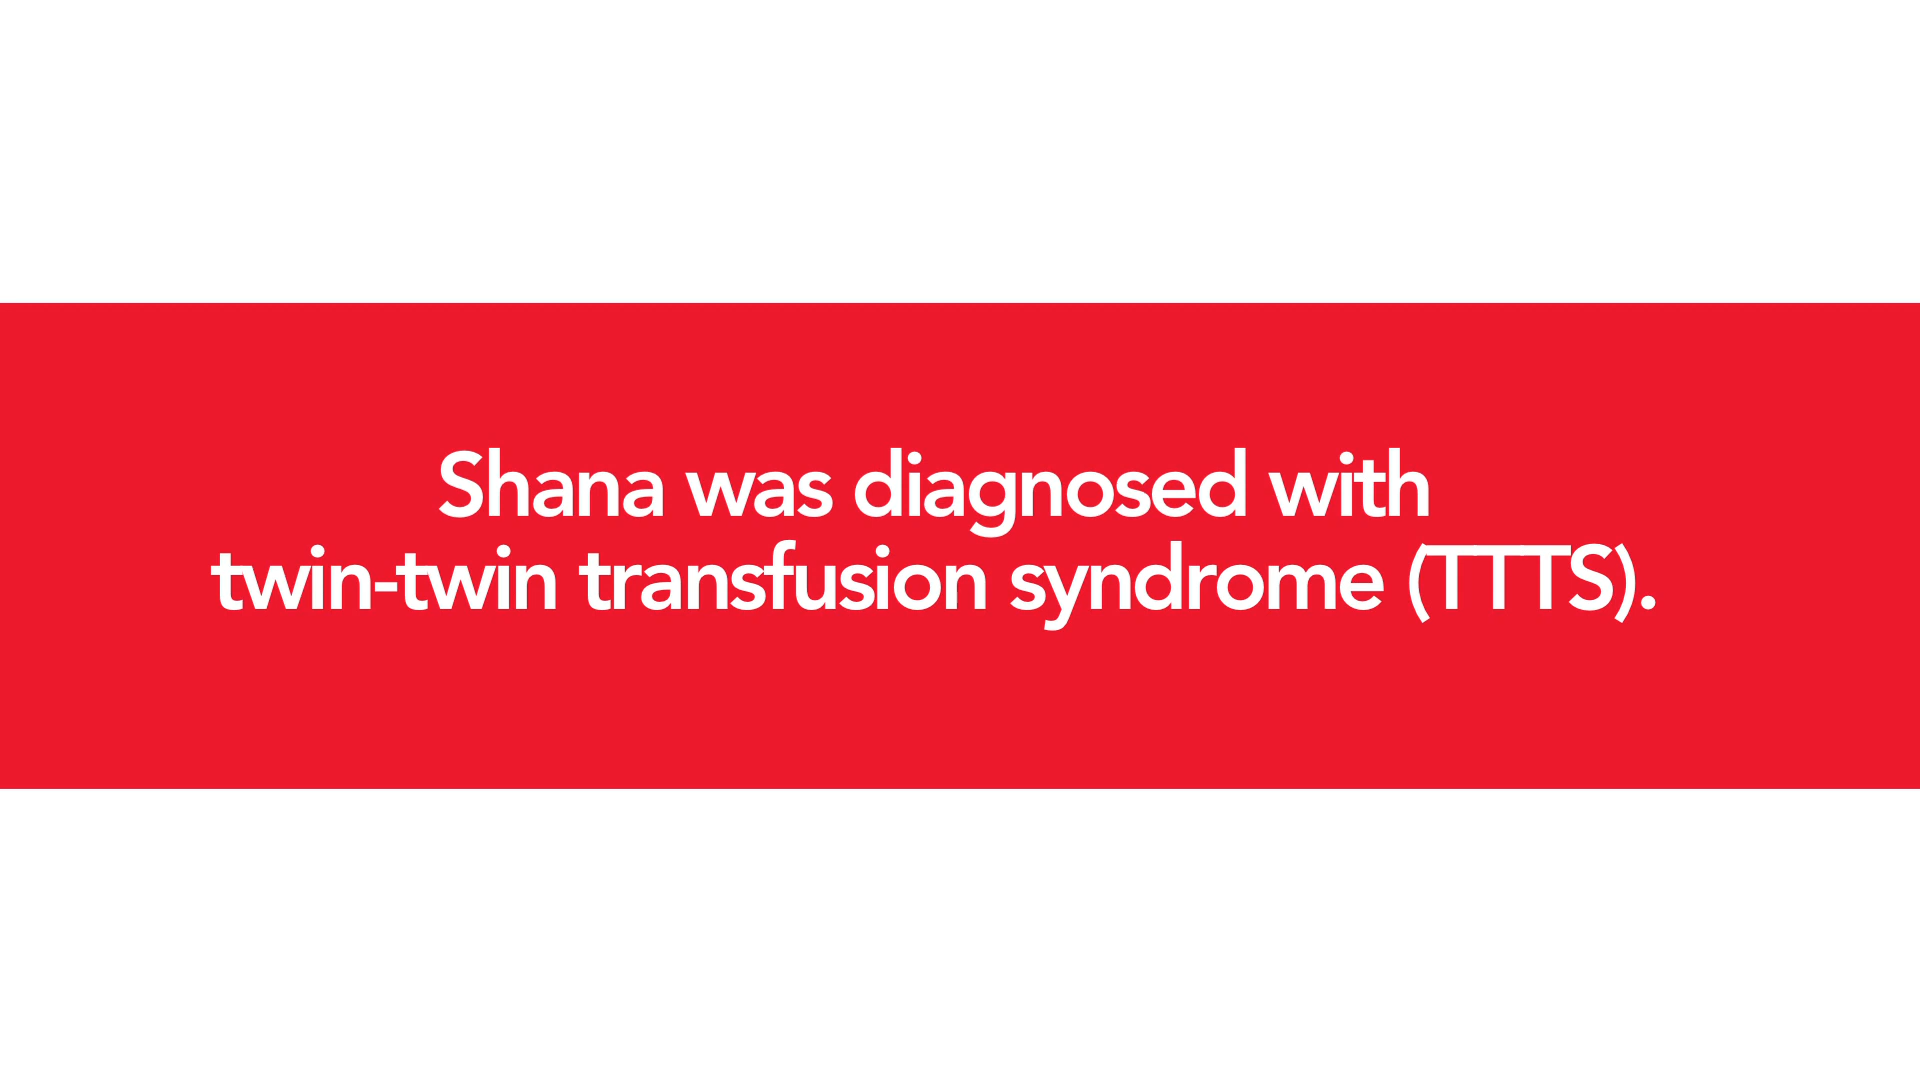 Shana was diagnosed with
twin-twin transfusion syndrome (TTTS).